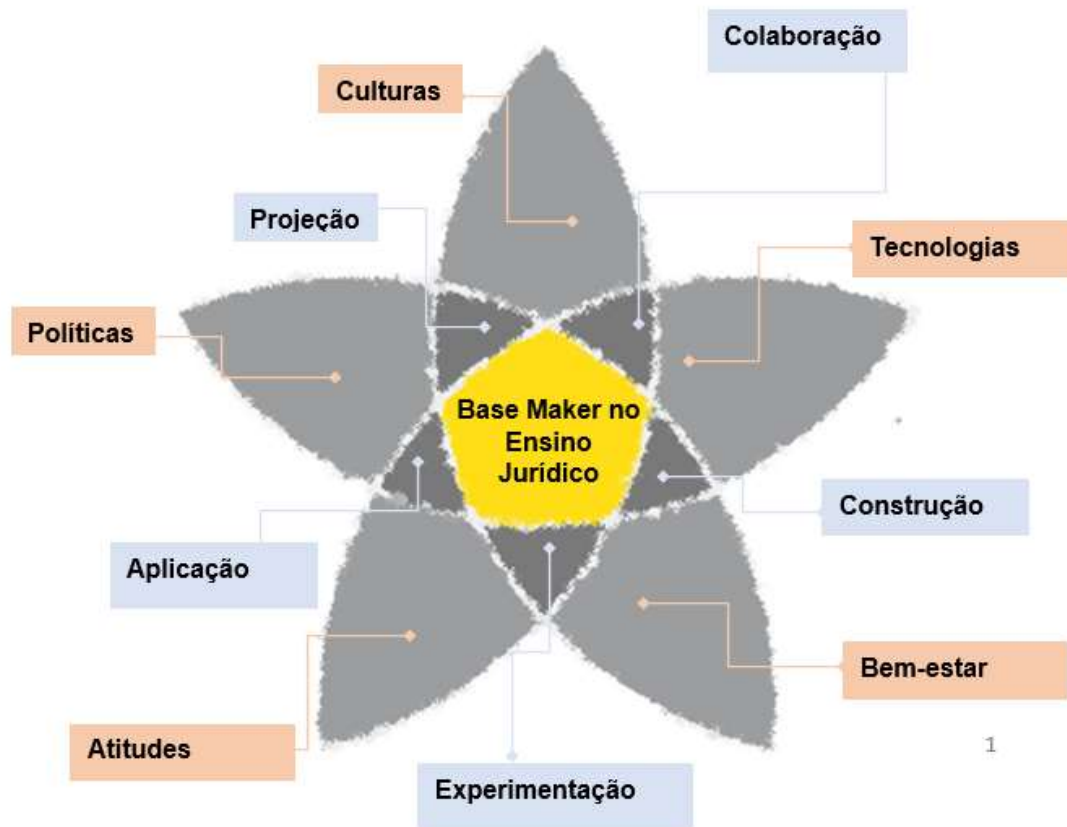 Colaboração
Culturas
Projeção
Tecnologias
Políticas
Base Maker no
Ensino
Jurídico
Construção
Aplicação
Bem-estar
Atitudes
1
Experimentação